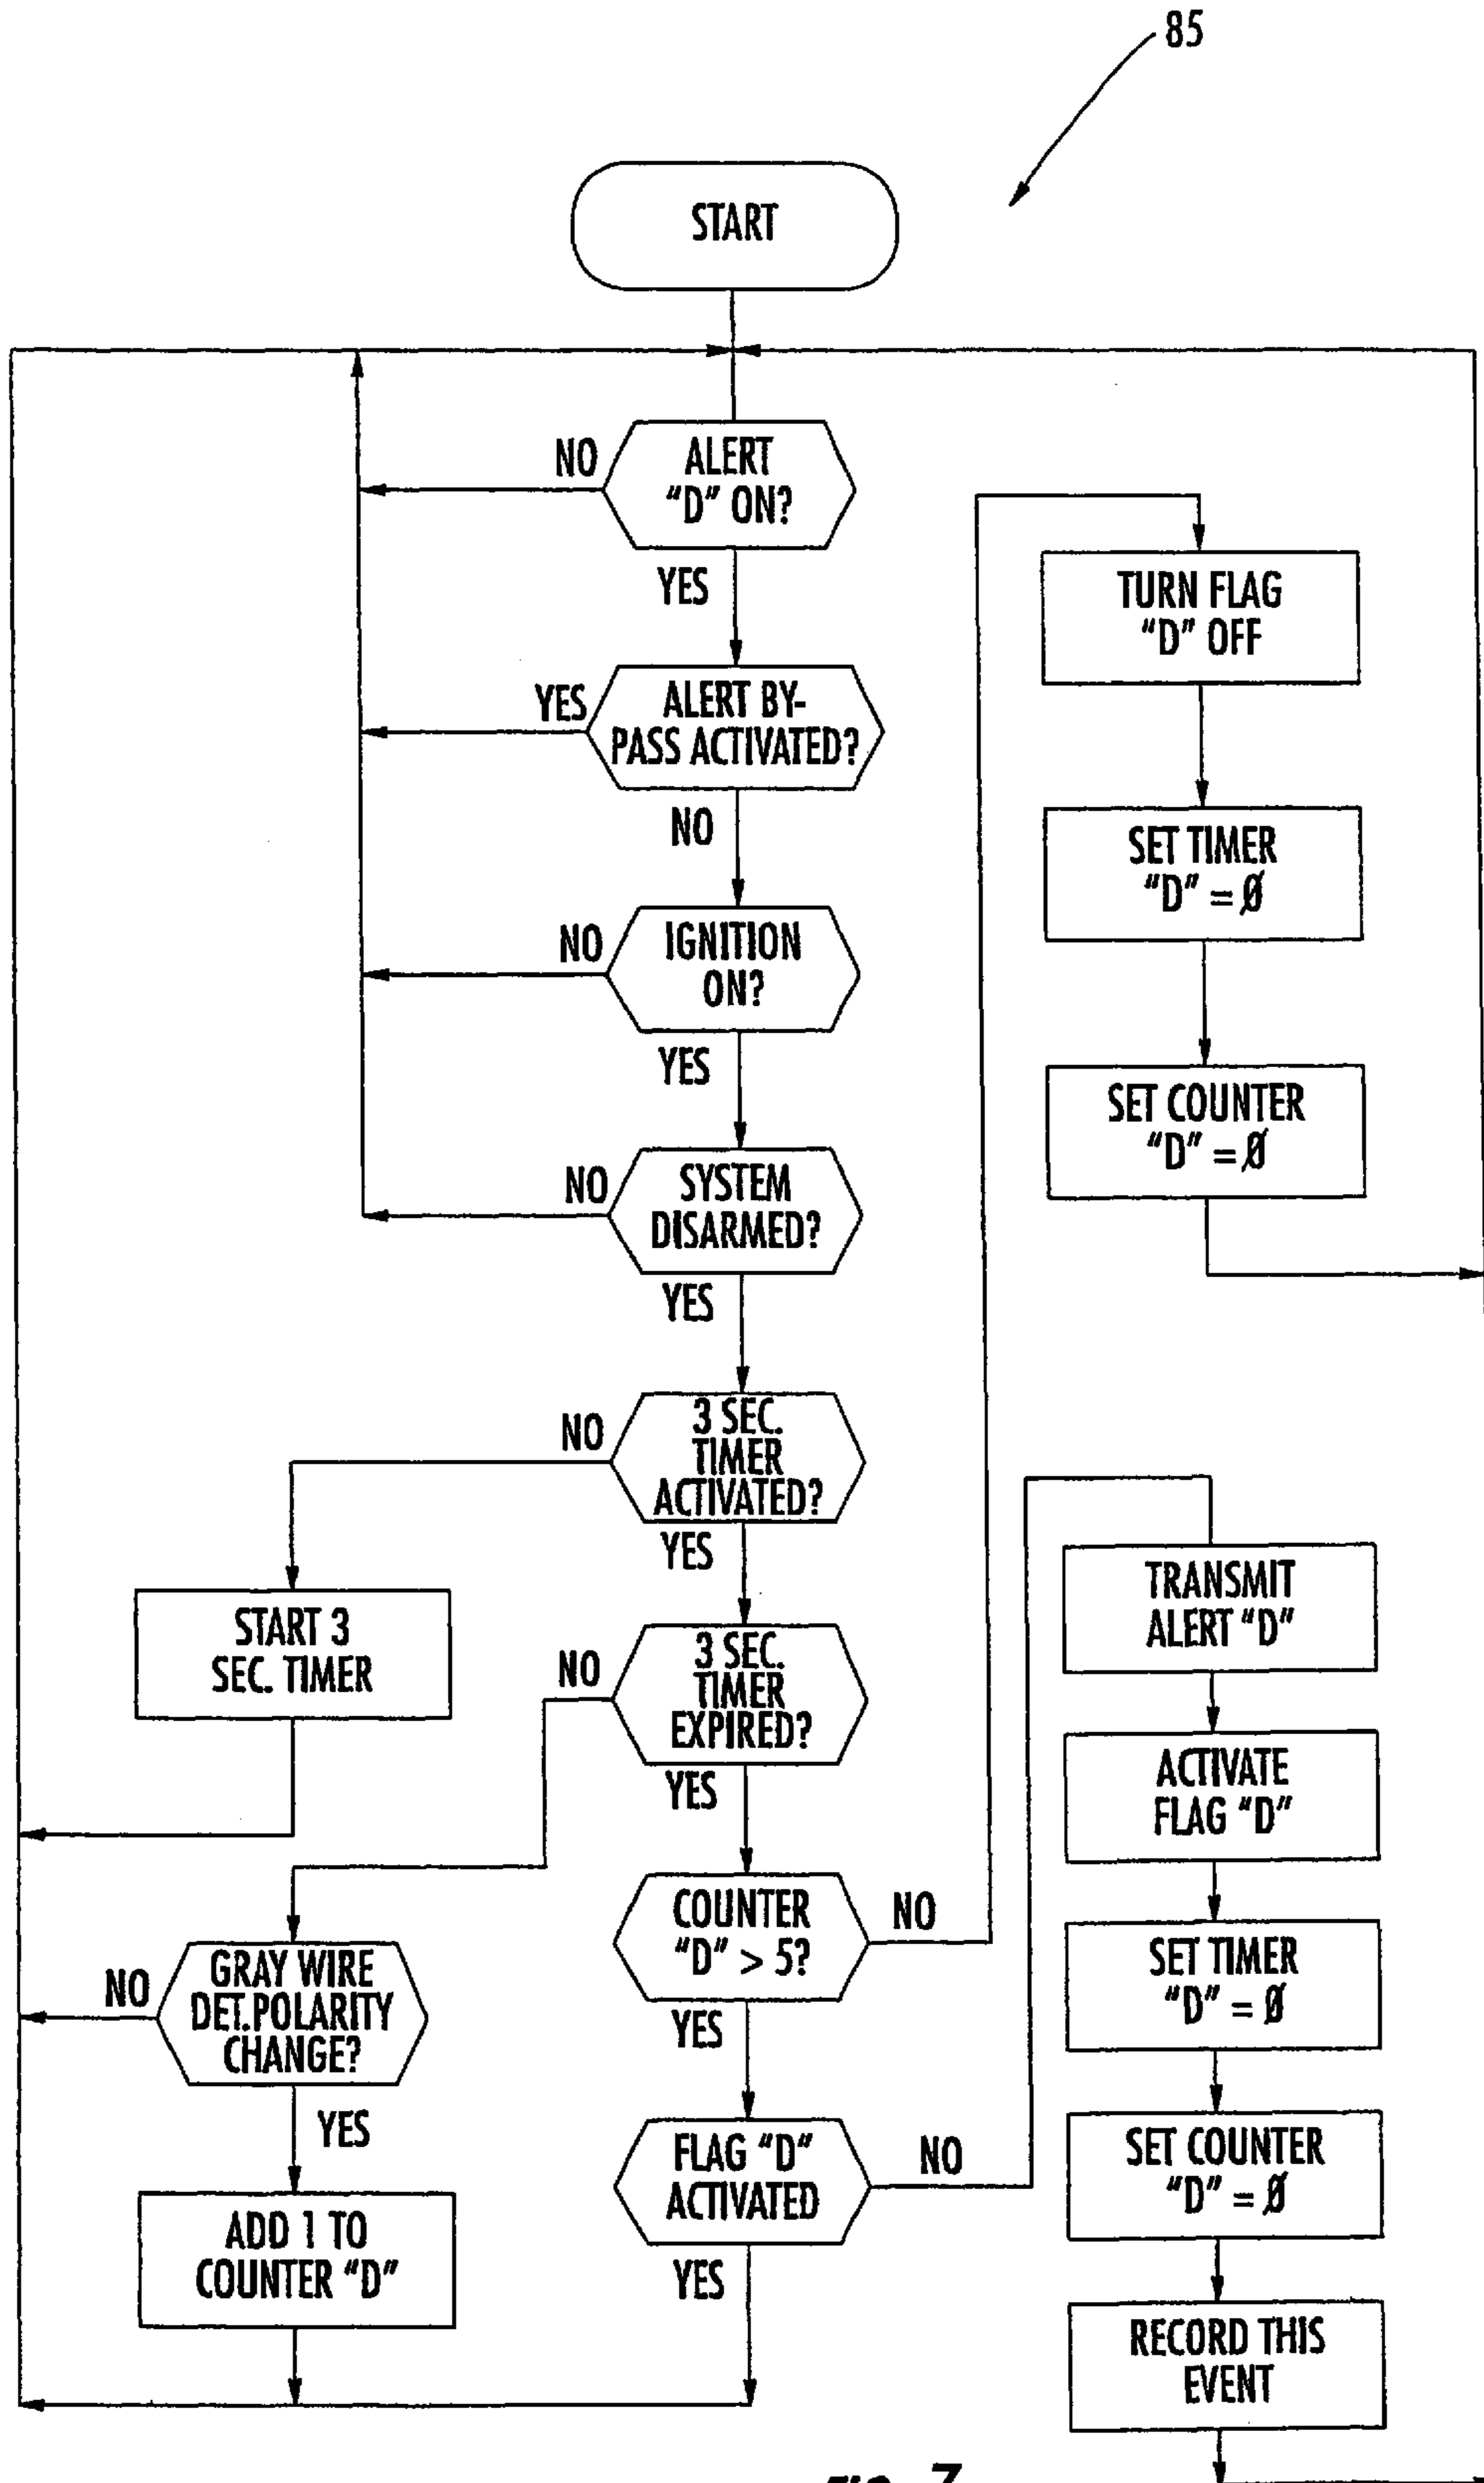 85
START
ALERT
"D" ON?
NO
YES
ALERT BY-
PASS ACTIVATED?
YES
NO
IGNITION
ON?
NO
YES
SYSTEM
DISARMED?
NO
YES
3 SEC.
TIMER
ACTIVATED?
NO
YES
START 3
SEC. TIMER
3 SEC.
TIMER
EXPIRED?
NO
YES
GRAY WIRE
DET.POLARITY
CHANGE?
NO
YES
ADD 1 TO
COUNTER "D"
COUNTER
"D" > 5?
NO
YES
FLAG "D"
ACTIVATED
NO
YES
TURN FLAG
"D" OFF
SET TIMER
"D" = Ø
SET COUNTER
"D" = Ø
TRANSMIT
ALERT "D"
ACTIVATE
FLAG "D"
SET TIMER
"D" = Ø
SET COUNTER
"D" = Ø
RECORD THIS
EVENT